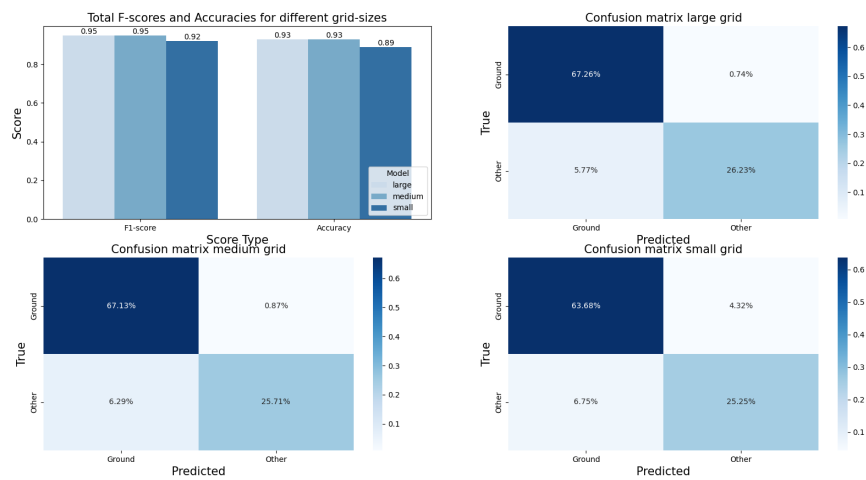 Total F-scores and Accuracies for different grid-sizes
0.95
0.95
0.92
0.93
0.93
0.89
Score
0.8
0.6
0.4
0.2
0.0
Model
large
medium
small
F1-score
Accuracy
Score Type
Confusion matrix large grid
True
Ground
67.26%
0.74%
Other
5.77%
26.23%
Ground
Other
Predicted
0.6
0.5
0.4
0.3
0.2
0.1
Confusion matrix medium grid
True
Ground
67.13%
0.87%
Other
6.29%
25.71%
Ground
Other
Predicted
0.6
0.5
0.4
0.3
0.2
0.1
Confusion matrix small grid
True
Ground
63.68%
4.32%
Other
6.75%
25.25%
Ground
Other
Predicted
0.6
0.5
0.4
0.3
0.2
0.1